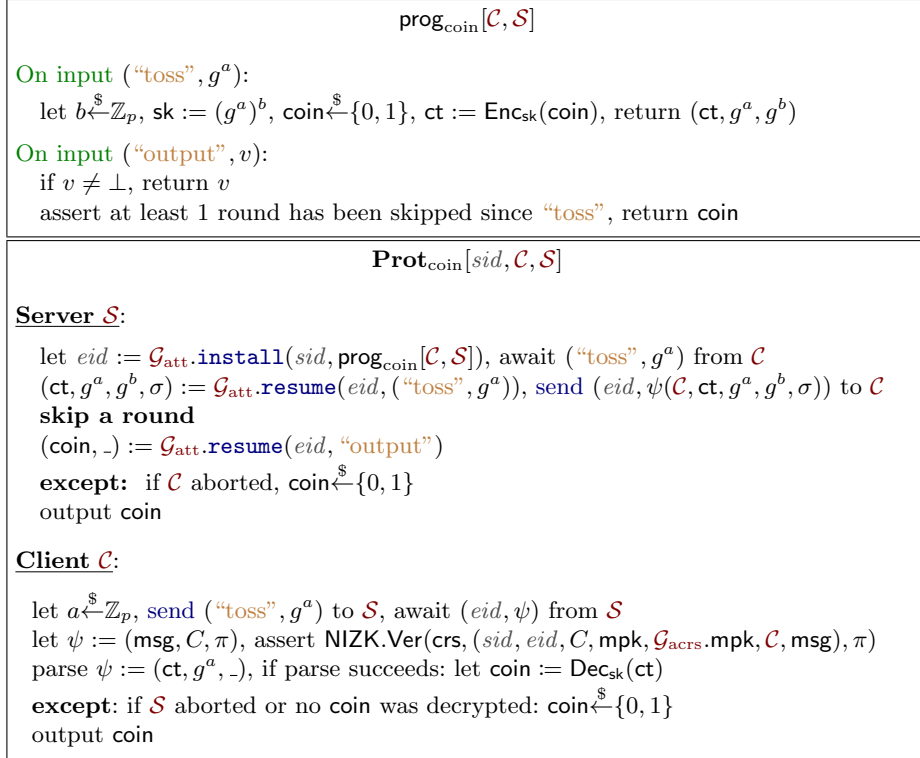 prog_coin[𝒞, 𝒮]
On input (“toss”, g^a):
let b ←$ ℤ_p, sk := (g^a)^b, coin ←$ {0, 1}, ct := Enc_sk(coin), return (ct, g^a, g^b)
On input (“output”, v):
if v ≠ ⊥, return v
assert at least 1 round has been skipped since “toss”, return coin
Prot_coin[sid, 𝒞, 𝒮]
Server 𝒮:
let eid := 𝒢_att.install(sid, prog_coin[𝒞, 𝒮]), await (“toss”, g^a) from 𝒞
(ct, g^a, g^b, σ) := 𝒢_att.resume(eid, (“toss”, g^a)), send (eid, ψ(𝒞, ct, g^a, g^b, σ)) to 𝒞
skip a round
(coin, _) := 𝒢_att.resume(eid, “output”)
except: if 𝒞 aborted, coin ←$ {0, 1}
output coin
Client 𝒞:
let a ←$ ℤ_p, send (“toss”, g^a) to 𝒮, await (eid, ψ) from 𝒮
let ψ := (msg, C, π), assert NIZK.Ver(crs, (sid, eid, C, mpk, 𝒢_acrs.mpk, 𝒞, msg), π)
parse ψ := (ct, g^a, _), if parse succeeds: let coin := Dec_sk(ct)
except: if 𝒮 aborted or no coin was decrypted: coin ←$ {0, 1}
output coin